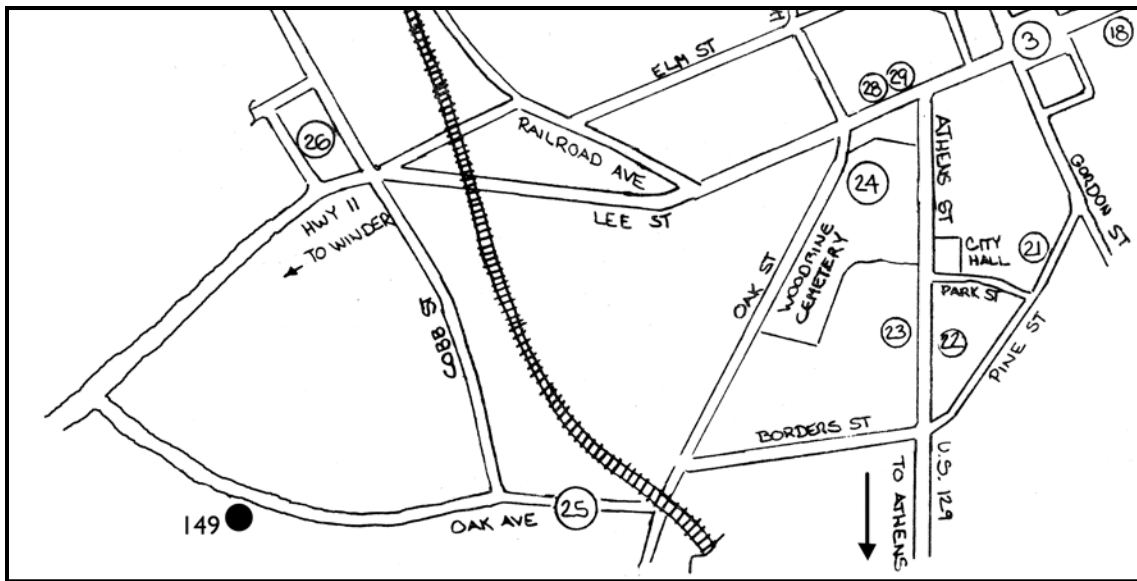 3
18
ELM ST
28
29
26
RAILROAD AVE
ATHENS ST
24
GORDON ST
HWY 11
TO WINDER
LEE ST
OAK ST
WOODBINE
CEMETERY
CITY
HALL
21
PARK ST
23
22
PINE ST
COBB ST
BORDERS ST
U.S. 129
TO ATHENS
25
OAK AVE
149